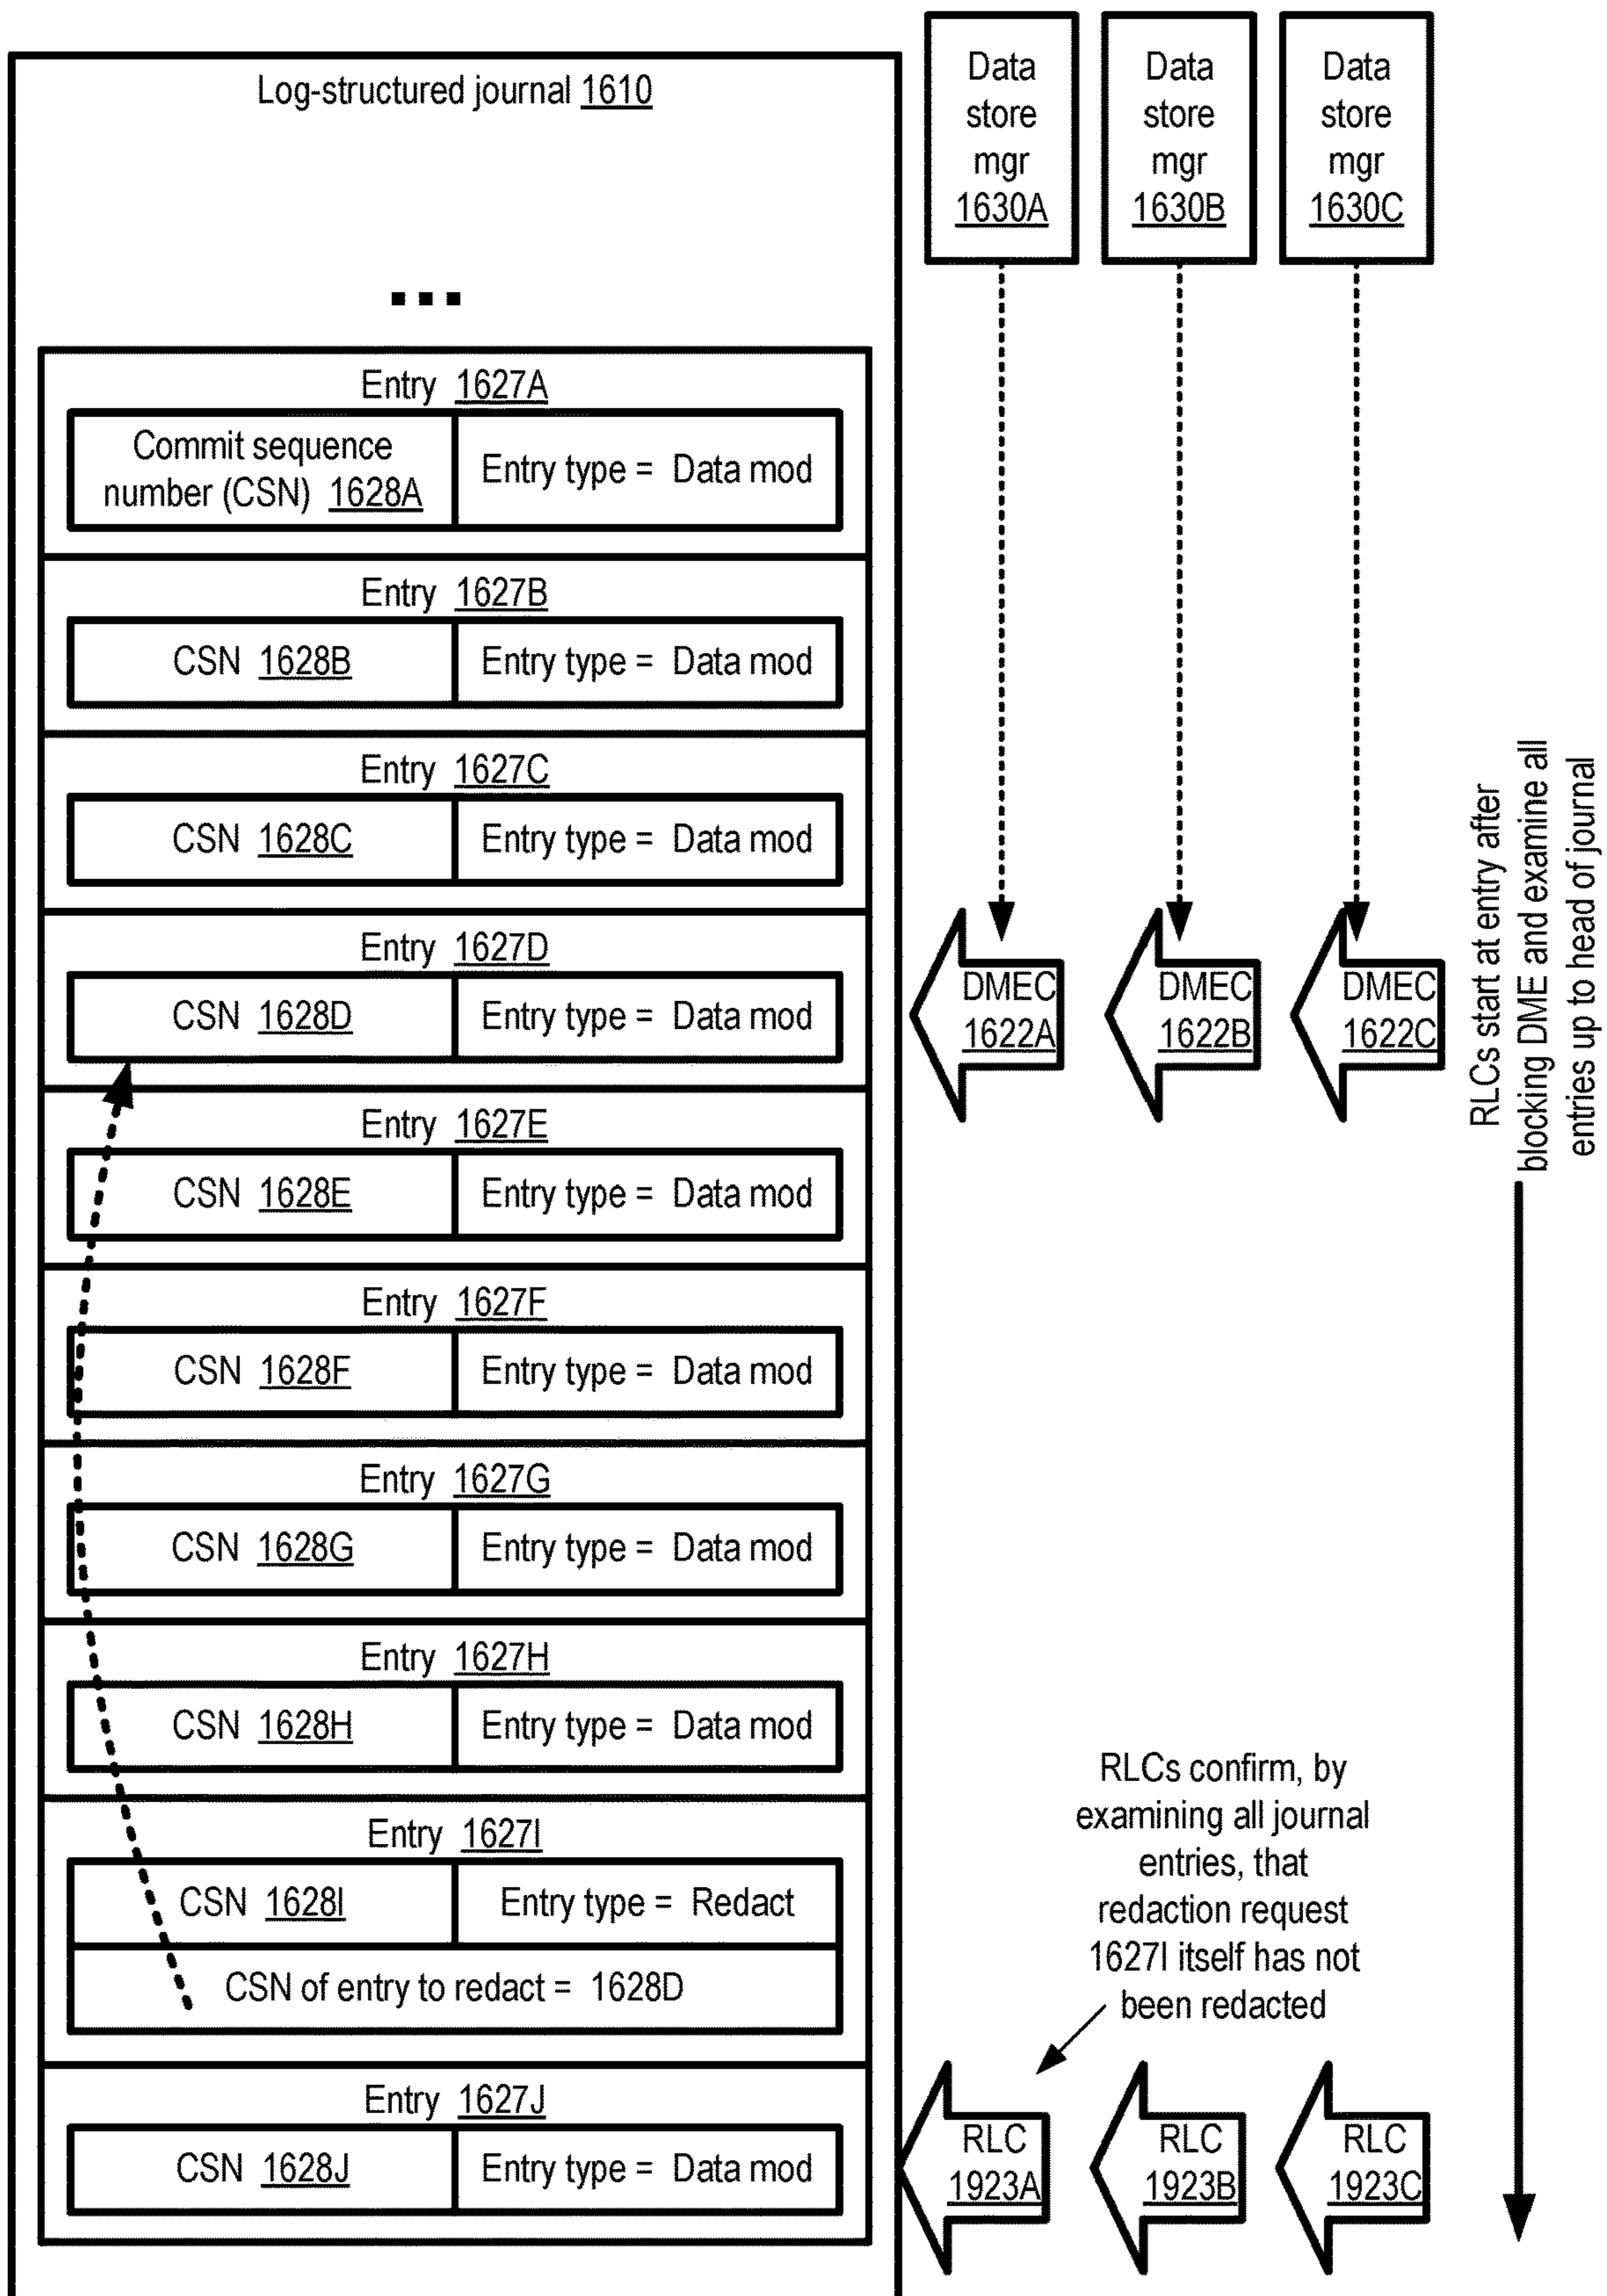 Log-structured journal 1610
...
Entry 1627A
Commit sequence
number (CSN) 1628A
Entry type = Data mod
Entry 1627B
CSN 1628B
Entry type = Data mod
Entry 1627C
CSN 1628C
Entry type = Data mod
Entry 1627D
CSN 1628D
Entry type = Data mod
Entry 1627E
CSN 1628E
Entry type = Data mod
Entry 1627F
CSN 1628F
Entry type = Data mod
Entry 1627G
CSN 1628G
Entry type = Data mod
Entry 1627H
CSN 1628H
Entry type = Data mod
Entry 1627I
CSN 1628I
Entry type = Redact
CSN of entry to redact = 1628D
Entry 1627J
CSN 1628J
Entry type = Data mod
Data
store
mgr
1630A
Data
store
mgr
1630B
Data
store
mgr
1630C
DMEC
1622A
DMEC
1622B
DMEC
1622C
RLCs start at entry after
blocking DME and examine all
entries up to head of journal
RLCs confirm, by
examining all journal
entries, that
redaction request
1627I itself has not
been redacted
RLC
1923A
RLC
1923B
RLC
1923C